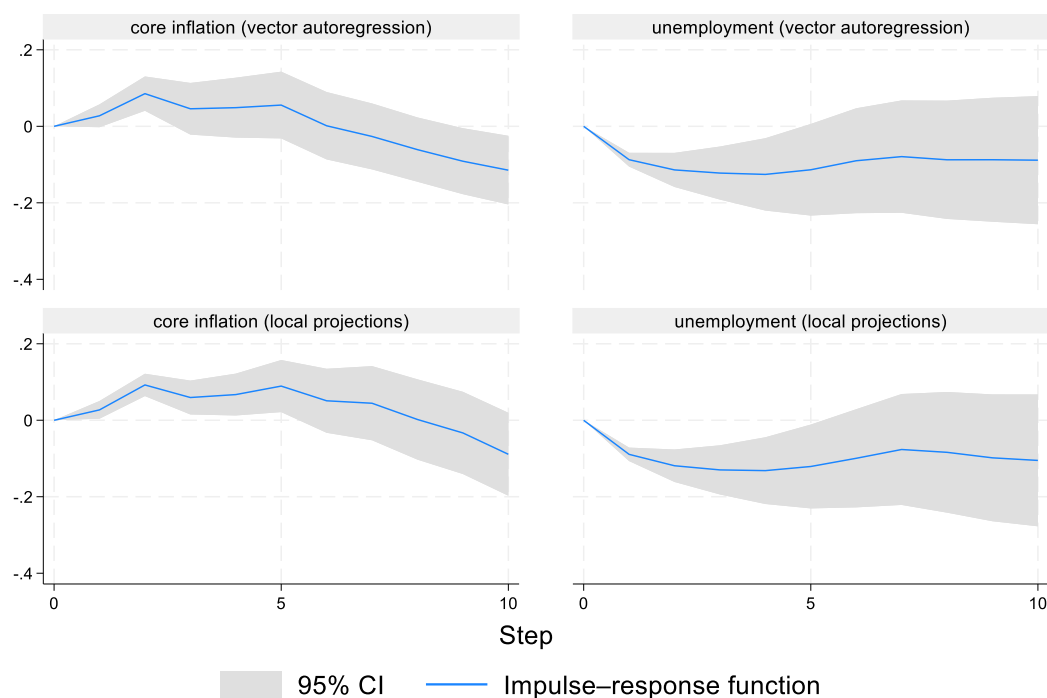 core inflation (vector autoregression)
unemployment (vector autoregression)
.2
0
-.2
-.4
core inflation (local projections)
unemployment (local projections)
.2
0
-.2
-.4
0 5 10
0 5 10
Step
95% CI
Impulse–response function